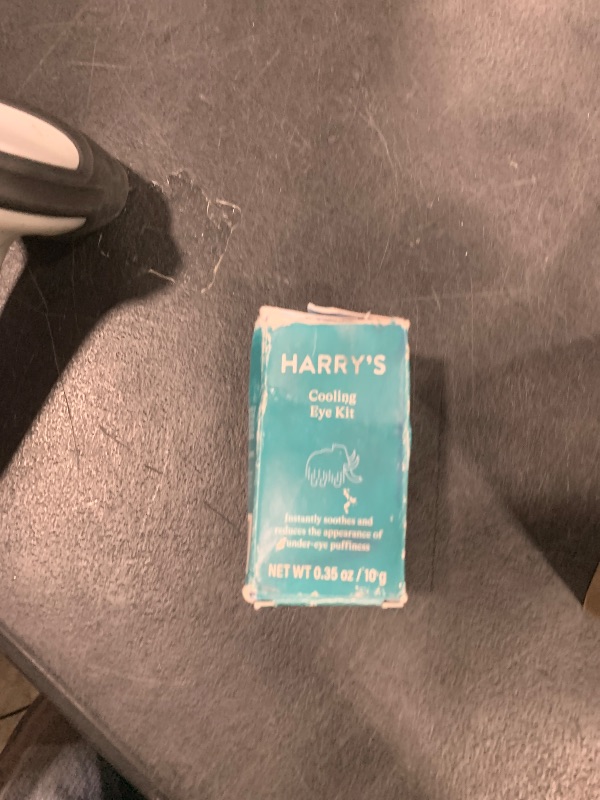 HARRY'S
Cooling
Eye Kit
Instantly soothes and
reduces the appearance of
under-eye puffiness
NET WT 0.35 oz / 10 g